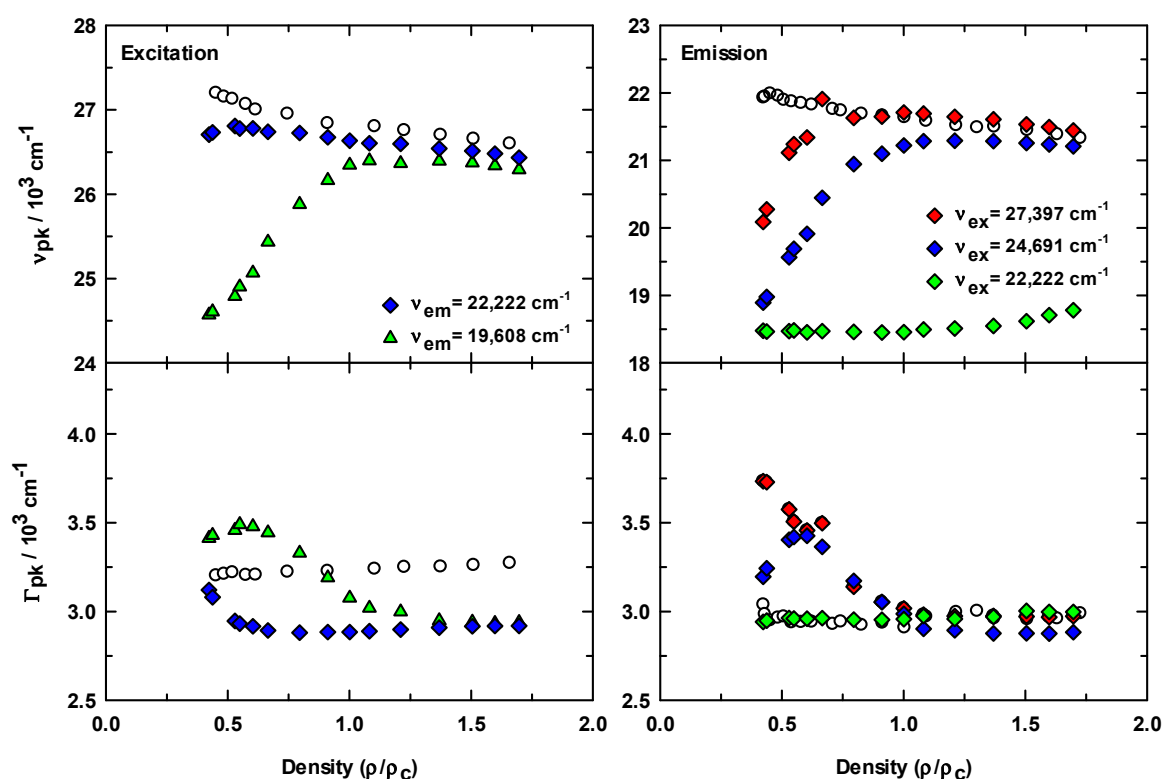 Excitation
28
27
26
25
24
ν_pk / 10^3 cm^-1
ν_em= 22,222 cm^-1
ν_em= 19,608 cm^-1
Emission
23
22
21
20
19
18
ν_ex= 27,397 cm^-1
ν_ex= 24,691 cm^-1
ν_ex= 22,222 cm^-1
24
4.0
3.5
3.0
2.5
Γ_pk / 10^3 cm^-1
0.0
0.5
1.0
1.5
2.0
Density (ρ/ρ_c)
4.0
3.5
3.0
2.5
0.0
0.5
1.0
1.5
2.0
Density (ρ/ρ_c)